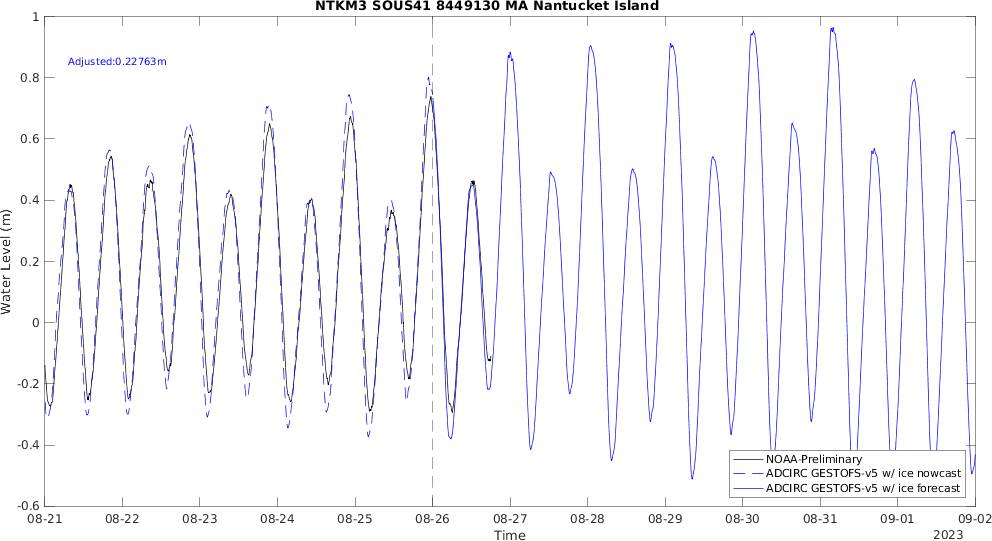 NTKM3 SOUS41 8449130 MA Nantucket Island
Adjusted:0.22763m
Water Level (m)
1
0.8
0.6
0.4
0.2
0
-0.2
-0.4
-0.6
NOAA-Preliminary
ADCIRC GESTOFS-v5 w/ ice nowcast
ADCIRC GESTOFS-v5 w/ ice forecast
08-21 08-22 08-23 08-24 08-25 08-26 08-27 08-28 08-29 08-30 08-31 09-01 09-02
Time
2023